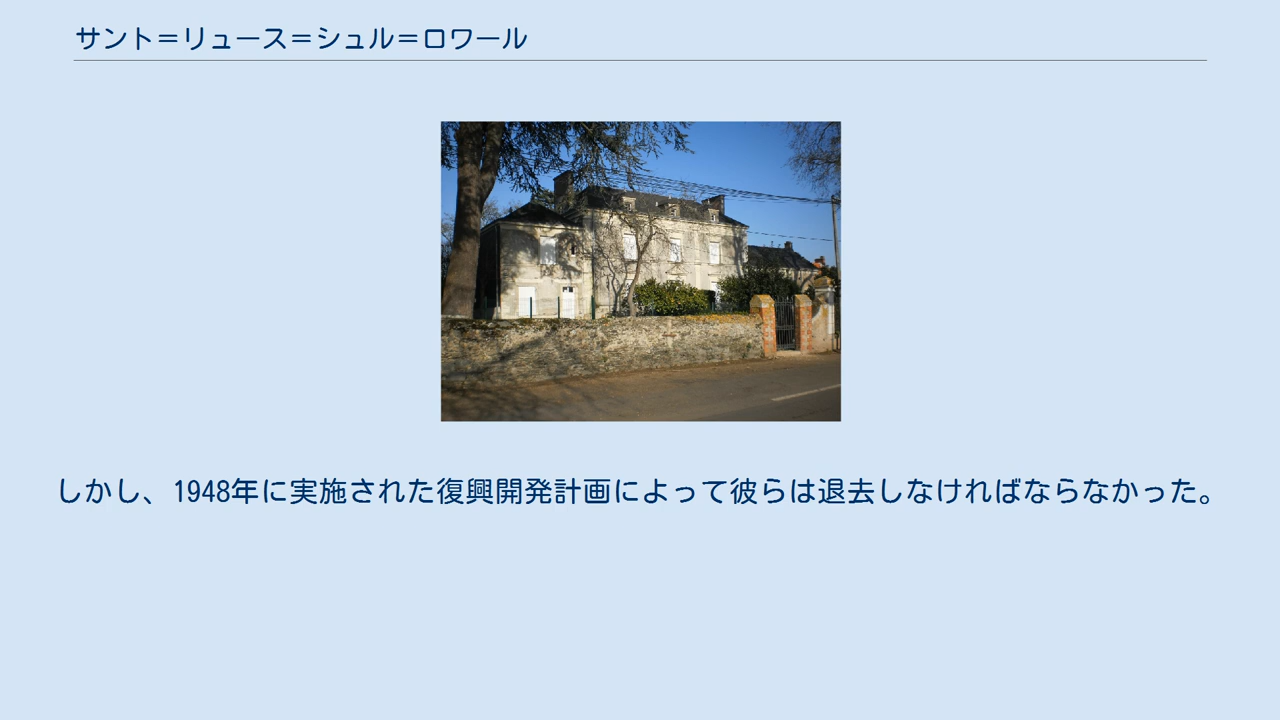 サント＝リュース＝シュル＝ロワール
しかし、1948年に実施された復興開発計画によって彼らは退去しなければならなかった。